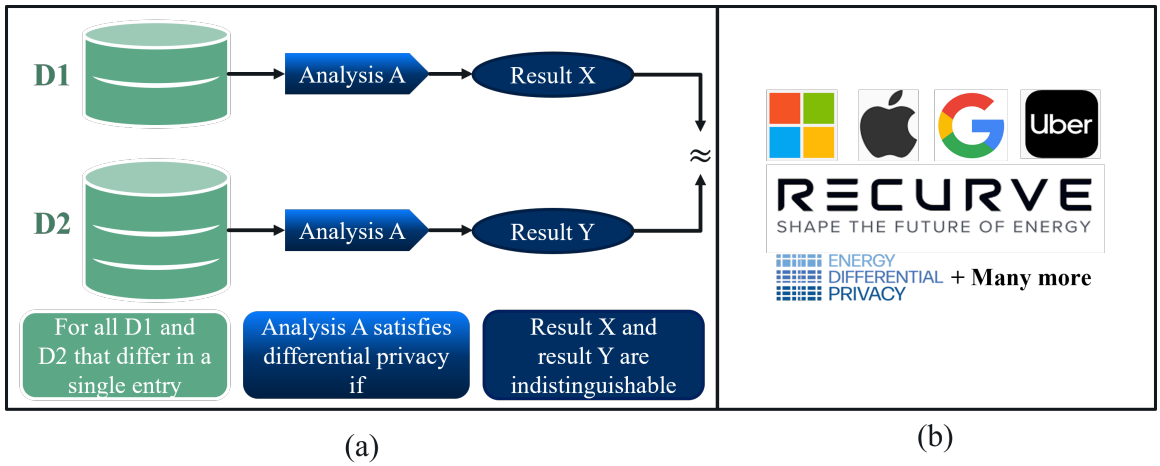 D1
Analysis A
Result X
≈
D2
Analysis A
Result Y
For all D1 and
D2 that differ in a
single entry
Analysis A satisfies
differential privacy
if
Result X and
result Y are
indistinguishable
(a)
Uber
RECURVE
SHAPE THE FUTURE OF ENERGY
ENERGY
DIFFERENTIAL
PRIVACY
+ Many more
(b)